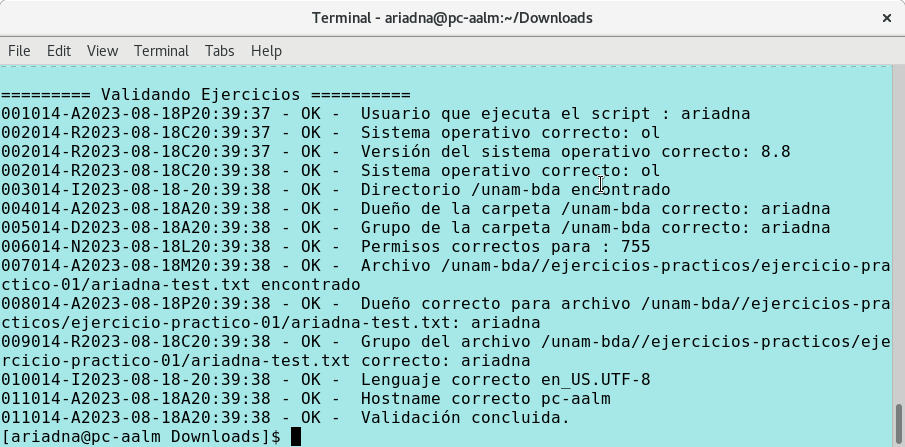 Terminal - ariadna@pc-aalm:~/Downloads
File Edit View Terminal Tabs Help
========= Validando Ejercicios ==========
001014-A2023-08-18P20:39:37 - OK -  Usuario que ejecuta el script : ariadna
002014-R2023-08-18C20:39:37 - OK -  Sistema operativo correcto: ol
002014-R2023-08-18C20:39:37 - OK -  Versión del sistema operativo correcto: 8.8
002014-R2023-08-18C20:39:38 - OK -  Sistema operativo correcto: ol
003014-I2023-08-18-20:39:38 - OK -  Directorio /unam-bda encontrado
004014-A2023-08-18A20:39:38 - OK -  Dueño de la carpeta /unam-bda correcto: ariadna
005014-D2023-08-18A20:39:38 - OK -  Grupo de la carpeta /unam-bda correcto: ariadna
006014-N2023-08-18L20:39:38 - OK -  Permisos correctos para : 755
007014-A2023-08-18M20:39:38 - OK -  Archivo /unam-bda//ejercicios-practicos/ejercicio-pra
ctico-01/ariadna-test.txt encontrado
008014-A2023-08-18P20:39:38 - OK -  Dueño correcto para archivo /unam-bda//ejercicios-pra
cticos/ejercicio-practico-01/ariadna-test.txt: ariadna
009014-R2023-08-18C20:39:38 - OK -  Grupo del archivo /unam-bda//ejercicios-practicos/eje
rcicio-practico-01/ariadna-test.txt correcto: ariadna
010014-I2023-08-18-20:39:38 - OK -  Lenguaje correcto en_US.UTF-8
011014-A2023-08-18A20:39:38 - OK -  Hostname correcto pc-aalm
011014-A2023-08-18A20:39:38 - OK -  Validación concluida.
[ariadna@pc-aalm Downloads]$